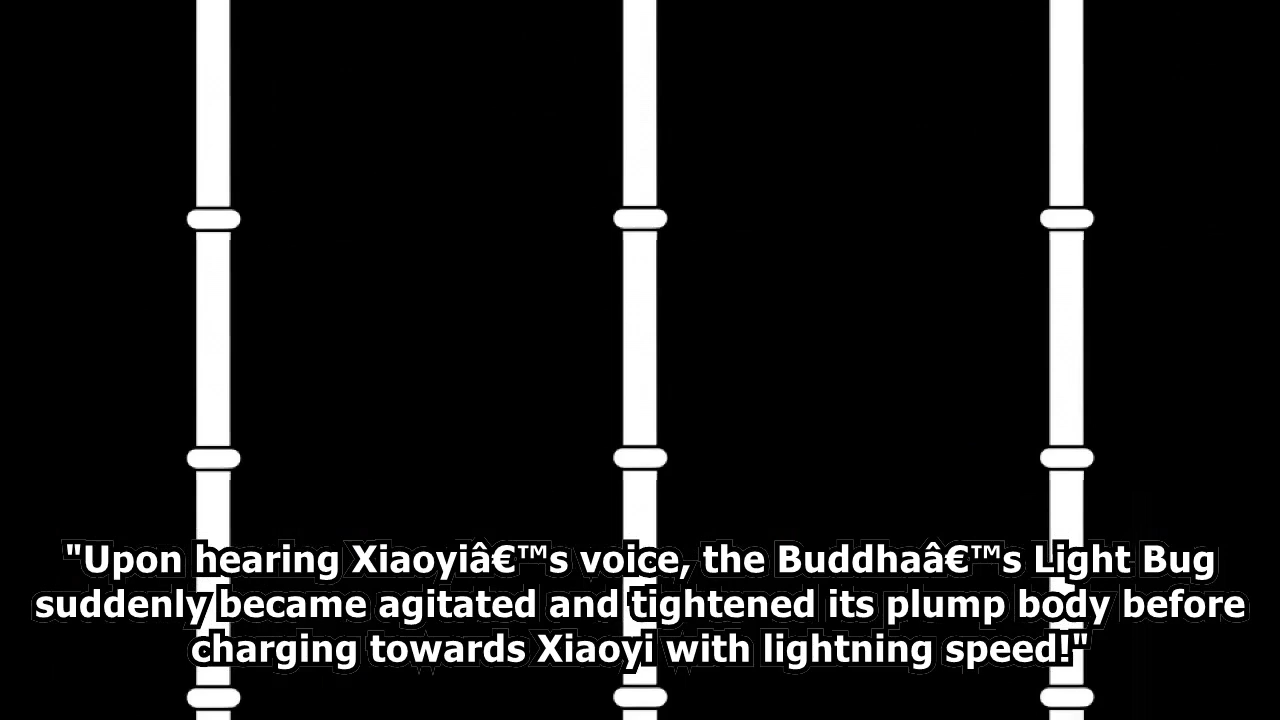 "Upon hearing Xiaoyiâ€™s voice, the Buddhaâ€™s Light Bug
suddenly became agitated and tightened its plump body before
charging towards Xiaoyi with lightning speed!"